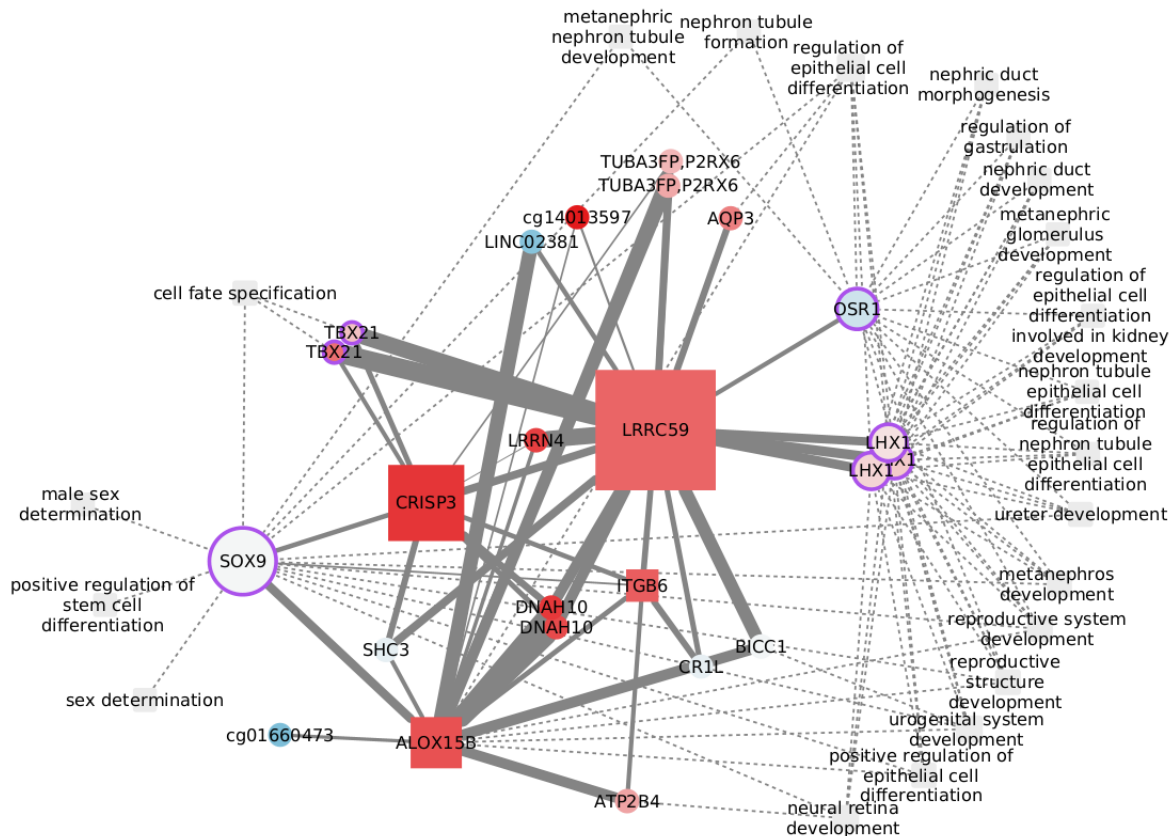 metanephric
nephron tubule
development
nephron tubule
formation
regulation of
epithelial cell
differentiation
nephric duct
morphogenesis
regulation of
gastrulation
nephric duct
development
metanephric
glomerulus
development
regulation of
epithelial cell
differentiation
involved in kidney
development
nephron tubule
epithelial cell
differentiation
regulation of
nephron tubule
epithelial cell
differentiation
ureter development
metanephros
development
reproductive system
development
reproductive
structure
development
urogenital system
development
positive regulation of
epithelial cell
differentiation
neural retina
development
TUBA3FP,P2RX6
TUBA3FP,P2RX6
cg14013597
AQP3
LINC02381
cell fate specification
TBX21
TBX21
OSR1
LRRC59
LRRN4
LHX1
LHX1
X1
CRISP3
male sex
determination
SOX9
positive regulation of
stem cell
differentiation
sex determination
ITGB6
DNAH10
DNAH10
SHC3
BICC1
CR1L
cg01660473
ALOX15B
ATP2B4